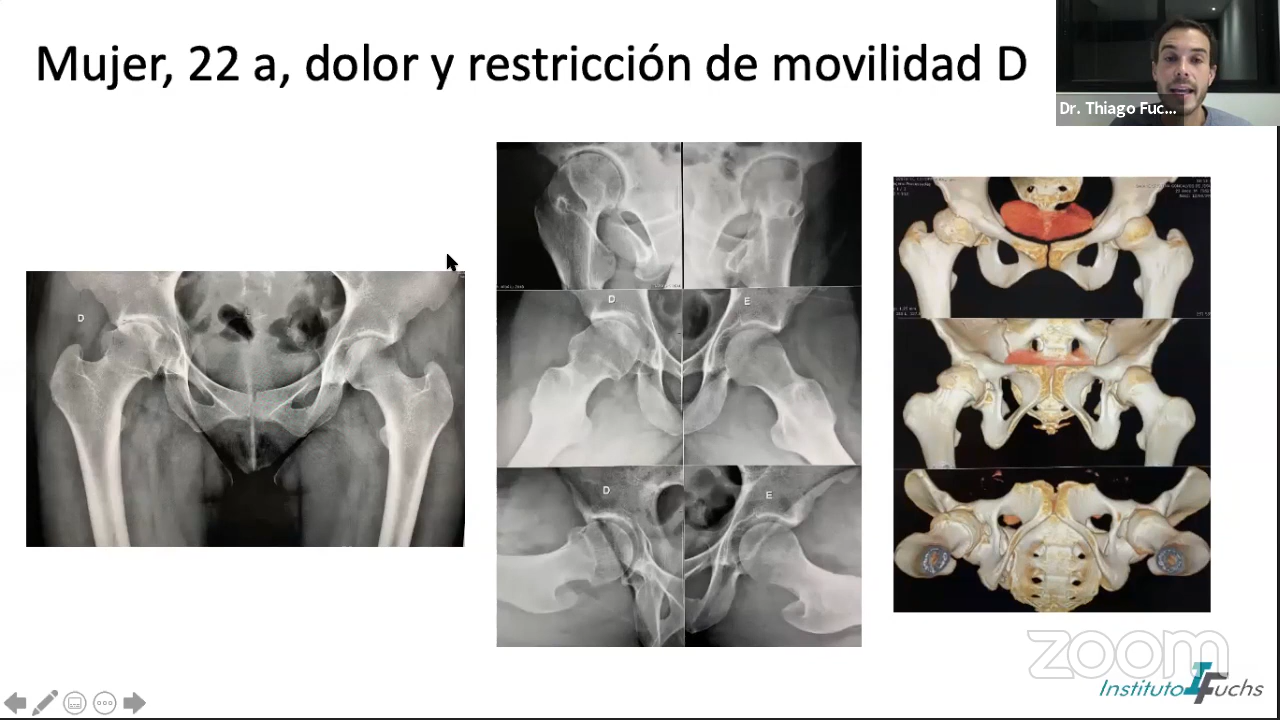 Mujer, 22 a, dolor y restricción de movilidad D
Dr. Thiago Fuc...
D
D
E
D
E
zoom
Instituto Fuchs